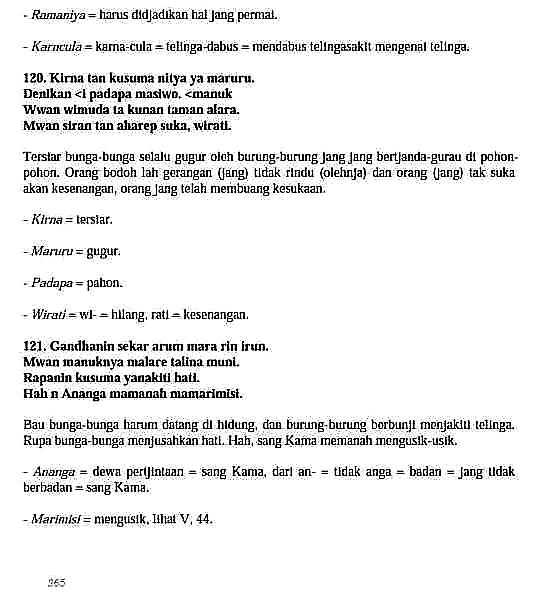 - Ramaniya = harus didjadikan hal jang permai.
- Karncula = karna-cula = telinga-dabus = mendabus telingasakit mengenai telinga.
120. Kirna tan kusuma nitya ya maruru.
Denikan <i padapa masiwo. <manuk
Wwan wimuda ta kunan taman alara.
Mwan siran tan aharep suka, wirati.
Tersiar bunga-bunga selalu gugur oleh burung-burung jang jang bertjanda-gurau di pohon-
pohon. Orang bodoh lah gerangan (jang) tidak rindu (olehnja) dan orang (jang) tak suka
akan kesenangan, orang jang telah membuang kesukaan.
- Kirna = tersiar.
- Maruru = gugur.
- Padapa = pahon.
- Wirati = wi- = hilang, rati = kesenangan.
121. Gandhanin sekar arum mara rin irun.
Mwan manuknya malare talina muni.
Rapanin kusuma yanakiti hati.
Hah n Ananga mamanah mamarimisi.
Bau bunga-bunga harum datang di hidung, dan burung-burung berbunji menjakiti telinga.
Rupa bunga-bunga menjusahkan hati. Hah, sang Kama memanah mengusik-usik.
- Ananga = dewa pertjintaan = sang Kama, dari an- = tidak anga = badan = jang tidak
berbadan = sang Kama.
- Marimisi = mengusik, lihat V, 44.
265